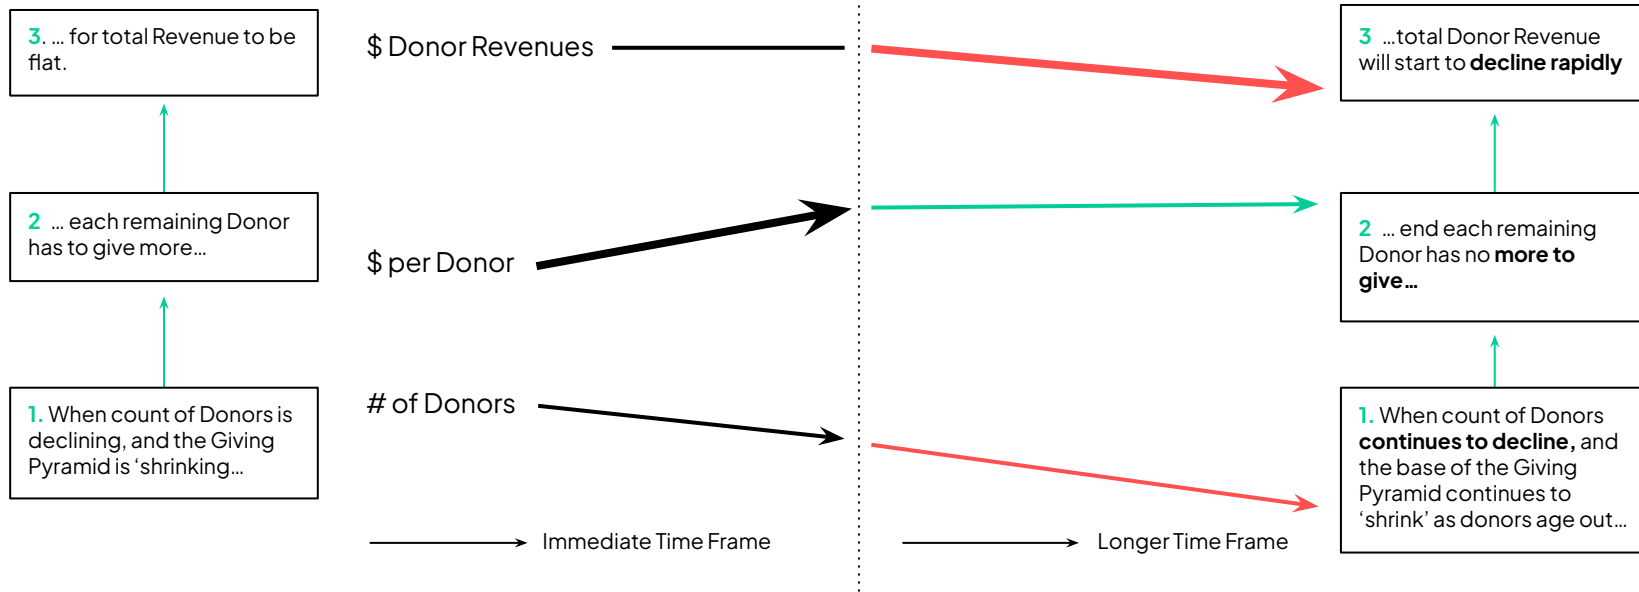 3. ... for total Revenue to be
flat.
2 ... each remaining Donor
has to give more...
1. When count of Donors is
declining, and the Giving
Pyramid is ‘shrinking...
$ Donor Revenues
$ per Donor
# of Donors
Immediate Time Frame
Longer Time Frame
3 ...total Donor Revenue
will start to decline rapidly
2 ... end each remaining
Donor has no more to
give...
1. When count of Donors
continues to decline, and
the base of the Giving
Pyramid continues to
‘shrink’ as donors age out...